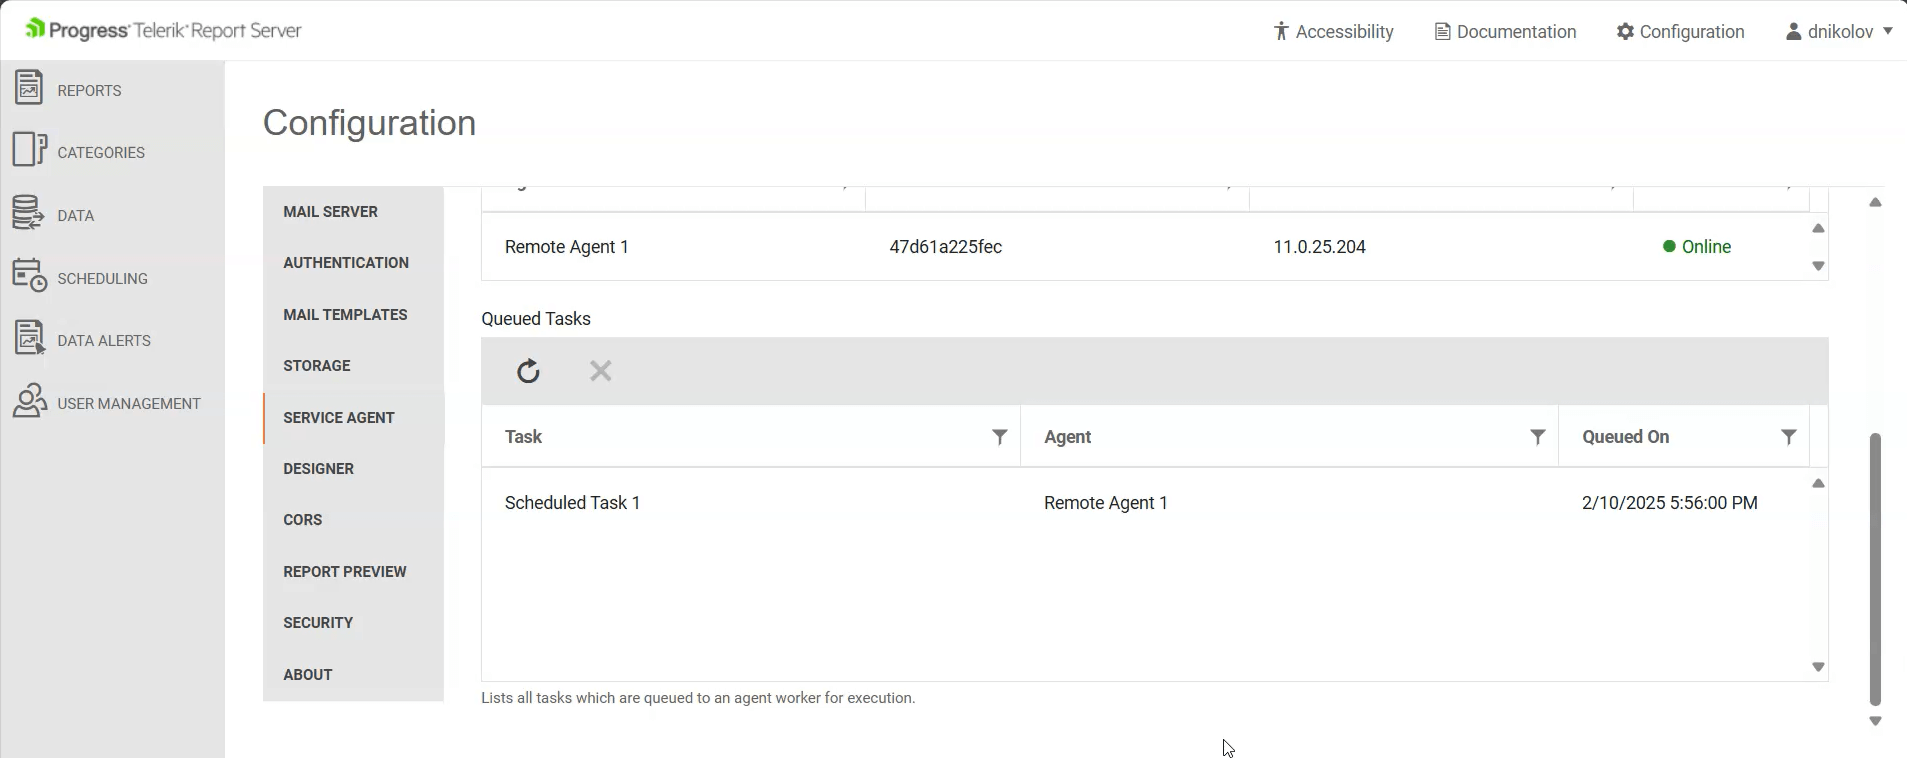 Progress Telerik Report Server
Accessibility
Documentation
Configuration
dnikolov
REPORTS
CATEGORIES
DATA
SCHEDULING
DATA ALERTS
USER MANAGEMENT
Configuration
MAIL SERVER
AUTHENTICATION
MAIL TEMPLATES
STORAGE
SERVICE AGENT
DESIGNER
CORS
REPORT PREVIEW
SECURITY
ABOUT
Remote Agent 1 47d61a225fec 11.0.25.204 Online
Queued Tasks
Task Agent Queued On
Scheduled Task 1 Remote Agent 1 2/10/2025 5:56:00 PM
Lists all tasks which are queued to an agent worker for execution.